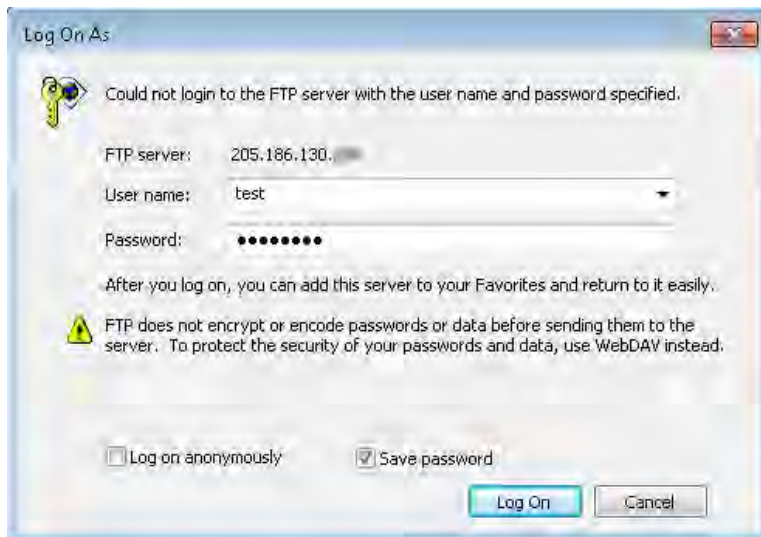 Log On As
Could not login to the FTP server with the user name and password specified.
FTP server: 205.186.130.
User name: test
Password: ●●●●●●●●
After you log on, you can add this server to your Favorites and return to it easily.
FTP does not encrypt or encode passwords or data before sending them to the
server. To protect the security of your passwords and data, use WebDAV instead.
Log on anonymously Save password
Log On Cancel